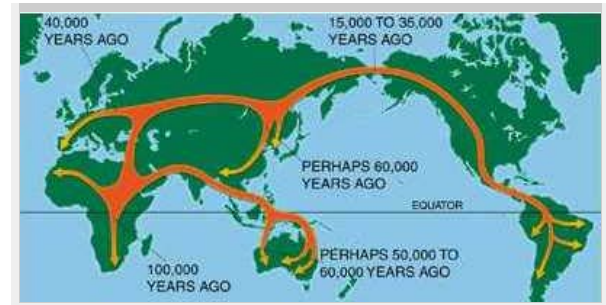 40,000
YEARS AGO
15,000 TO 35,000
YEARS AGO
PERHAPS 60,000
YEARS AGO
EQUATOR
100,000
YEARS AGO
PERHAPS 50,000 TO
60,000 YEARS AGO